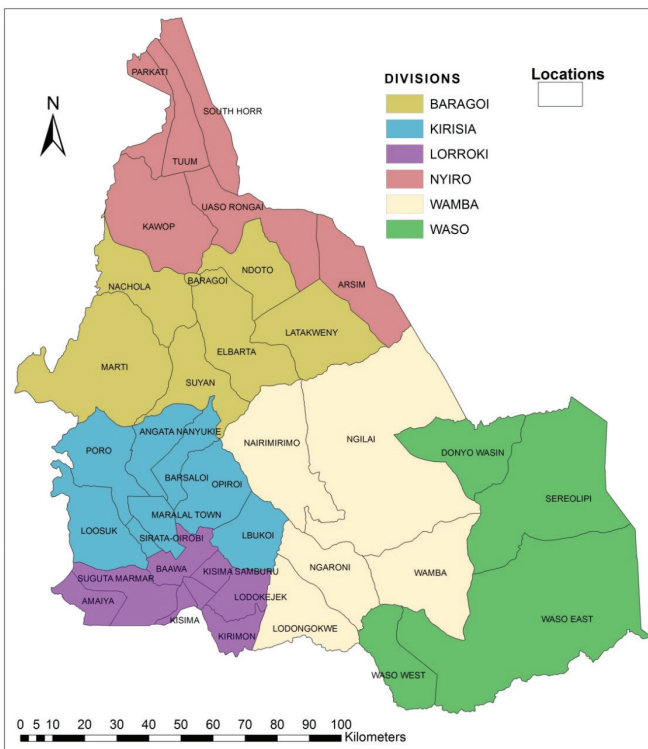 PARKATI
SOUTH HORR
TUUM
UASO RONGAI
KAWOP
ARSIM
NDOTO
BARAGOI
NACHOLA
LATAKWENY
ELBARTA
MARTI
SUYAN
ANGATA NANYUKIE
PORO
NAIRIMIRIMO
NGILAI
DONYO WASIN
BARSALOI
OPIROI
SEREOLIPI
MARALAL TOWN
LOOSUK
SIRATA-OIROBI
LBUKOI
NGARONI
BAAWA
KISIMA SAMBURU
SUGUTA MARMAR
WAMBA
AMAIYA
LODOKEJEK
KISIMA
WASO EAST
KIRIMON
LODONGOKWE
WASO WEST
N
DIVISIONS
BARAGOI
KIRISIA
LORROKI
NYIRO
WAMBA
WASO
Locations
0 5 10 20 30 40 50 60 70 80 90 100
Kilometers